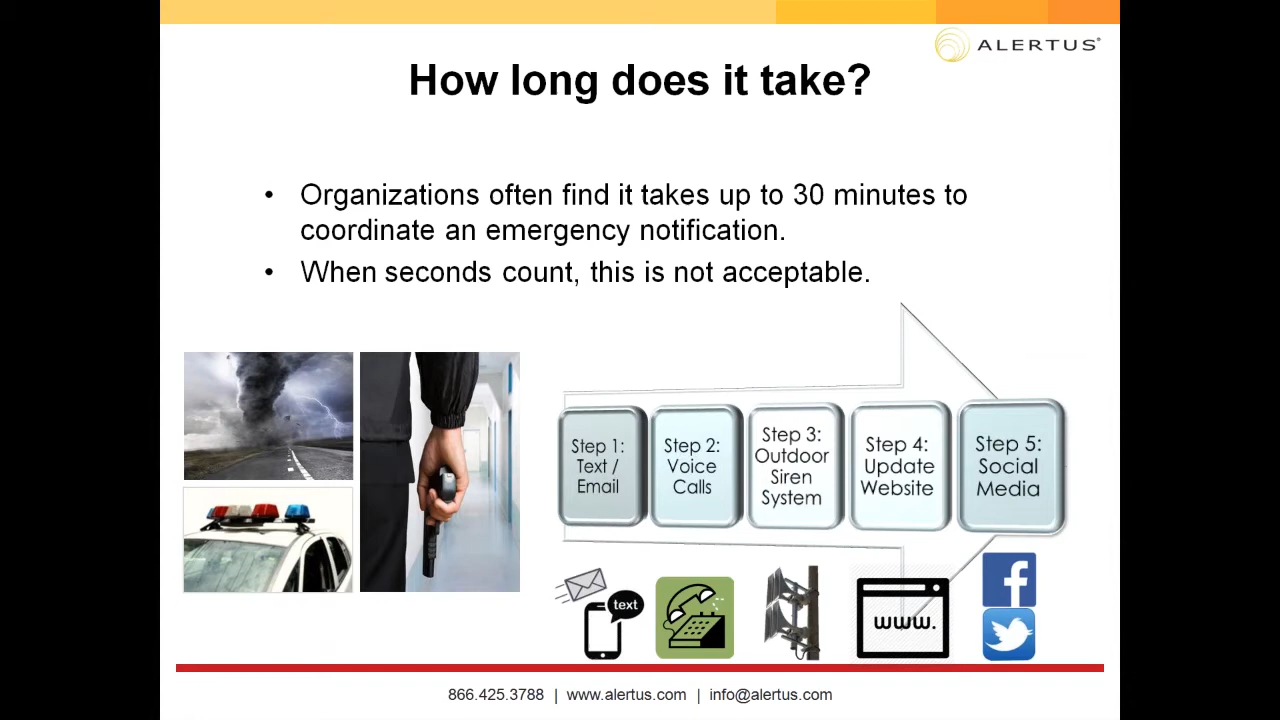 ALERTUS®
How long does it take?
• Organizations often find it takes up to 30 minutes to
coordinate an emergency notification.
• When seconds count, this is not acceptable.
Step 1:
Text /
Email
Step 2:
Voice
Calls
Step 3:
Outdoor
Siren
System
Step 4:
Update
Website
Step 5:
Social
Media
text
www.
f
866.425.3788 | www.alertus.com | info@alertus.com